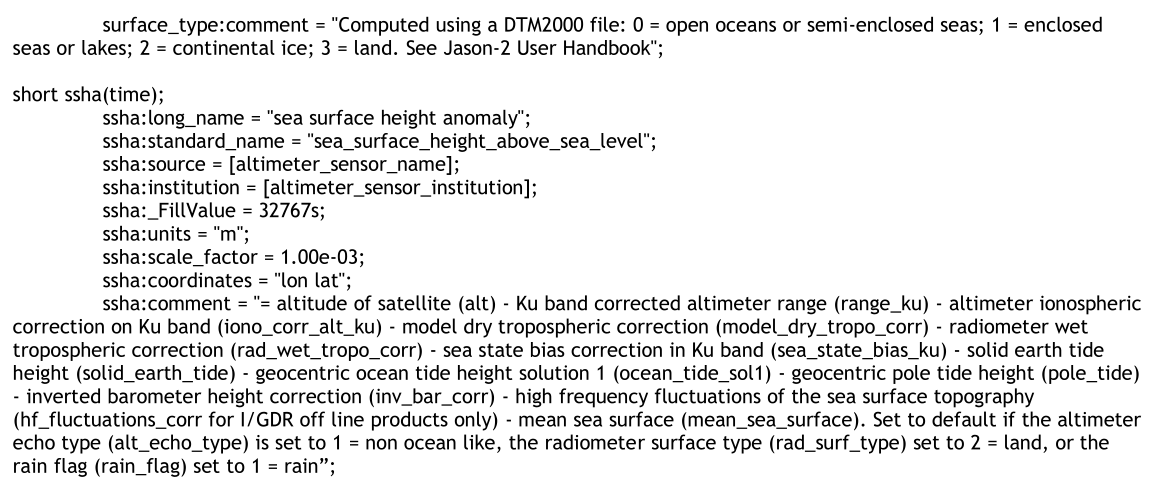 surface_type:comment = "Computed using a DTM2000 file: 0 = open oceans or semi-enclosed seas; 1 = enclosed
seas or lakes; 2 = continental ice; 3 = land. See Jason-2 User Handbook";
short ssha(time);
ssha:long_name = "sea surface height anomaly";
ssha:standard_name = "sea_surface_height_above_sea_level";
ssha:source = [altimeter_sensor_name];
ssha:institution = [altimeter_sensor_institution];
ssha:_FillValue = 32767s;
ssha:units = "m";
ssha:scale_factor = 1.00e-03;
ssha:coordinates = "lon lat";
ssha:comment = "= altitude of satellite (alt) - Ku band corrected altimeter range (range_ku) - altimeter ionospheric
correction on Ku band (iono_corr_alt_ku) - model dry tropospheric correction (model_dry_tropo_corr) - radiometer wet
tropospheric correction (rad_wet_tropo_corr) - sea state bias correction in Ku band (sea_state_bias_ku) - solid earth tide
height (solid_earth_tide) - geocentric ocean tide height solution 1 (ocean_tide_sol1) - geocentric pole tide height (pole_tide)
- inverted barometer height correction (inv_bar_corr) - high frequency fluctuations of the sea surface topography
(hf_fluctuations_corr for I/GDR off line products only) - mean sea surface (mean_sea_surface). Set to default if the altimeter
echo type (alt_echo_type) is set to 1 = non ocean like, the radiometer surface type (rad_surf_type) set to 2 = land, or the
rain flag (rain_flag) set to 1 = rain”;